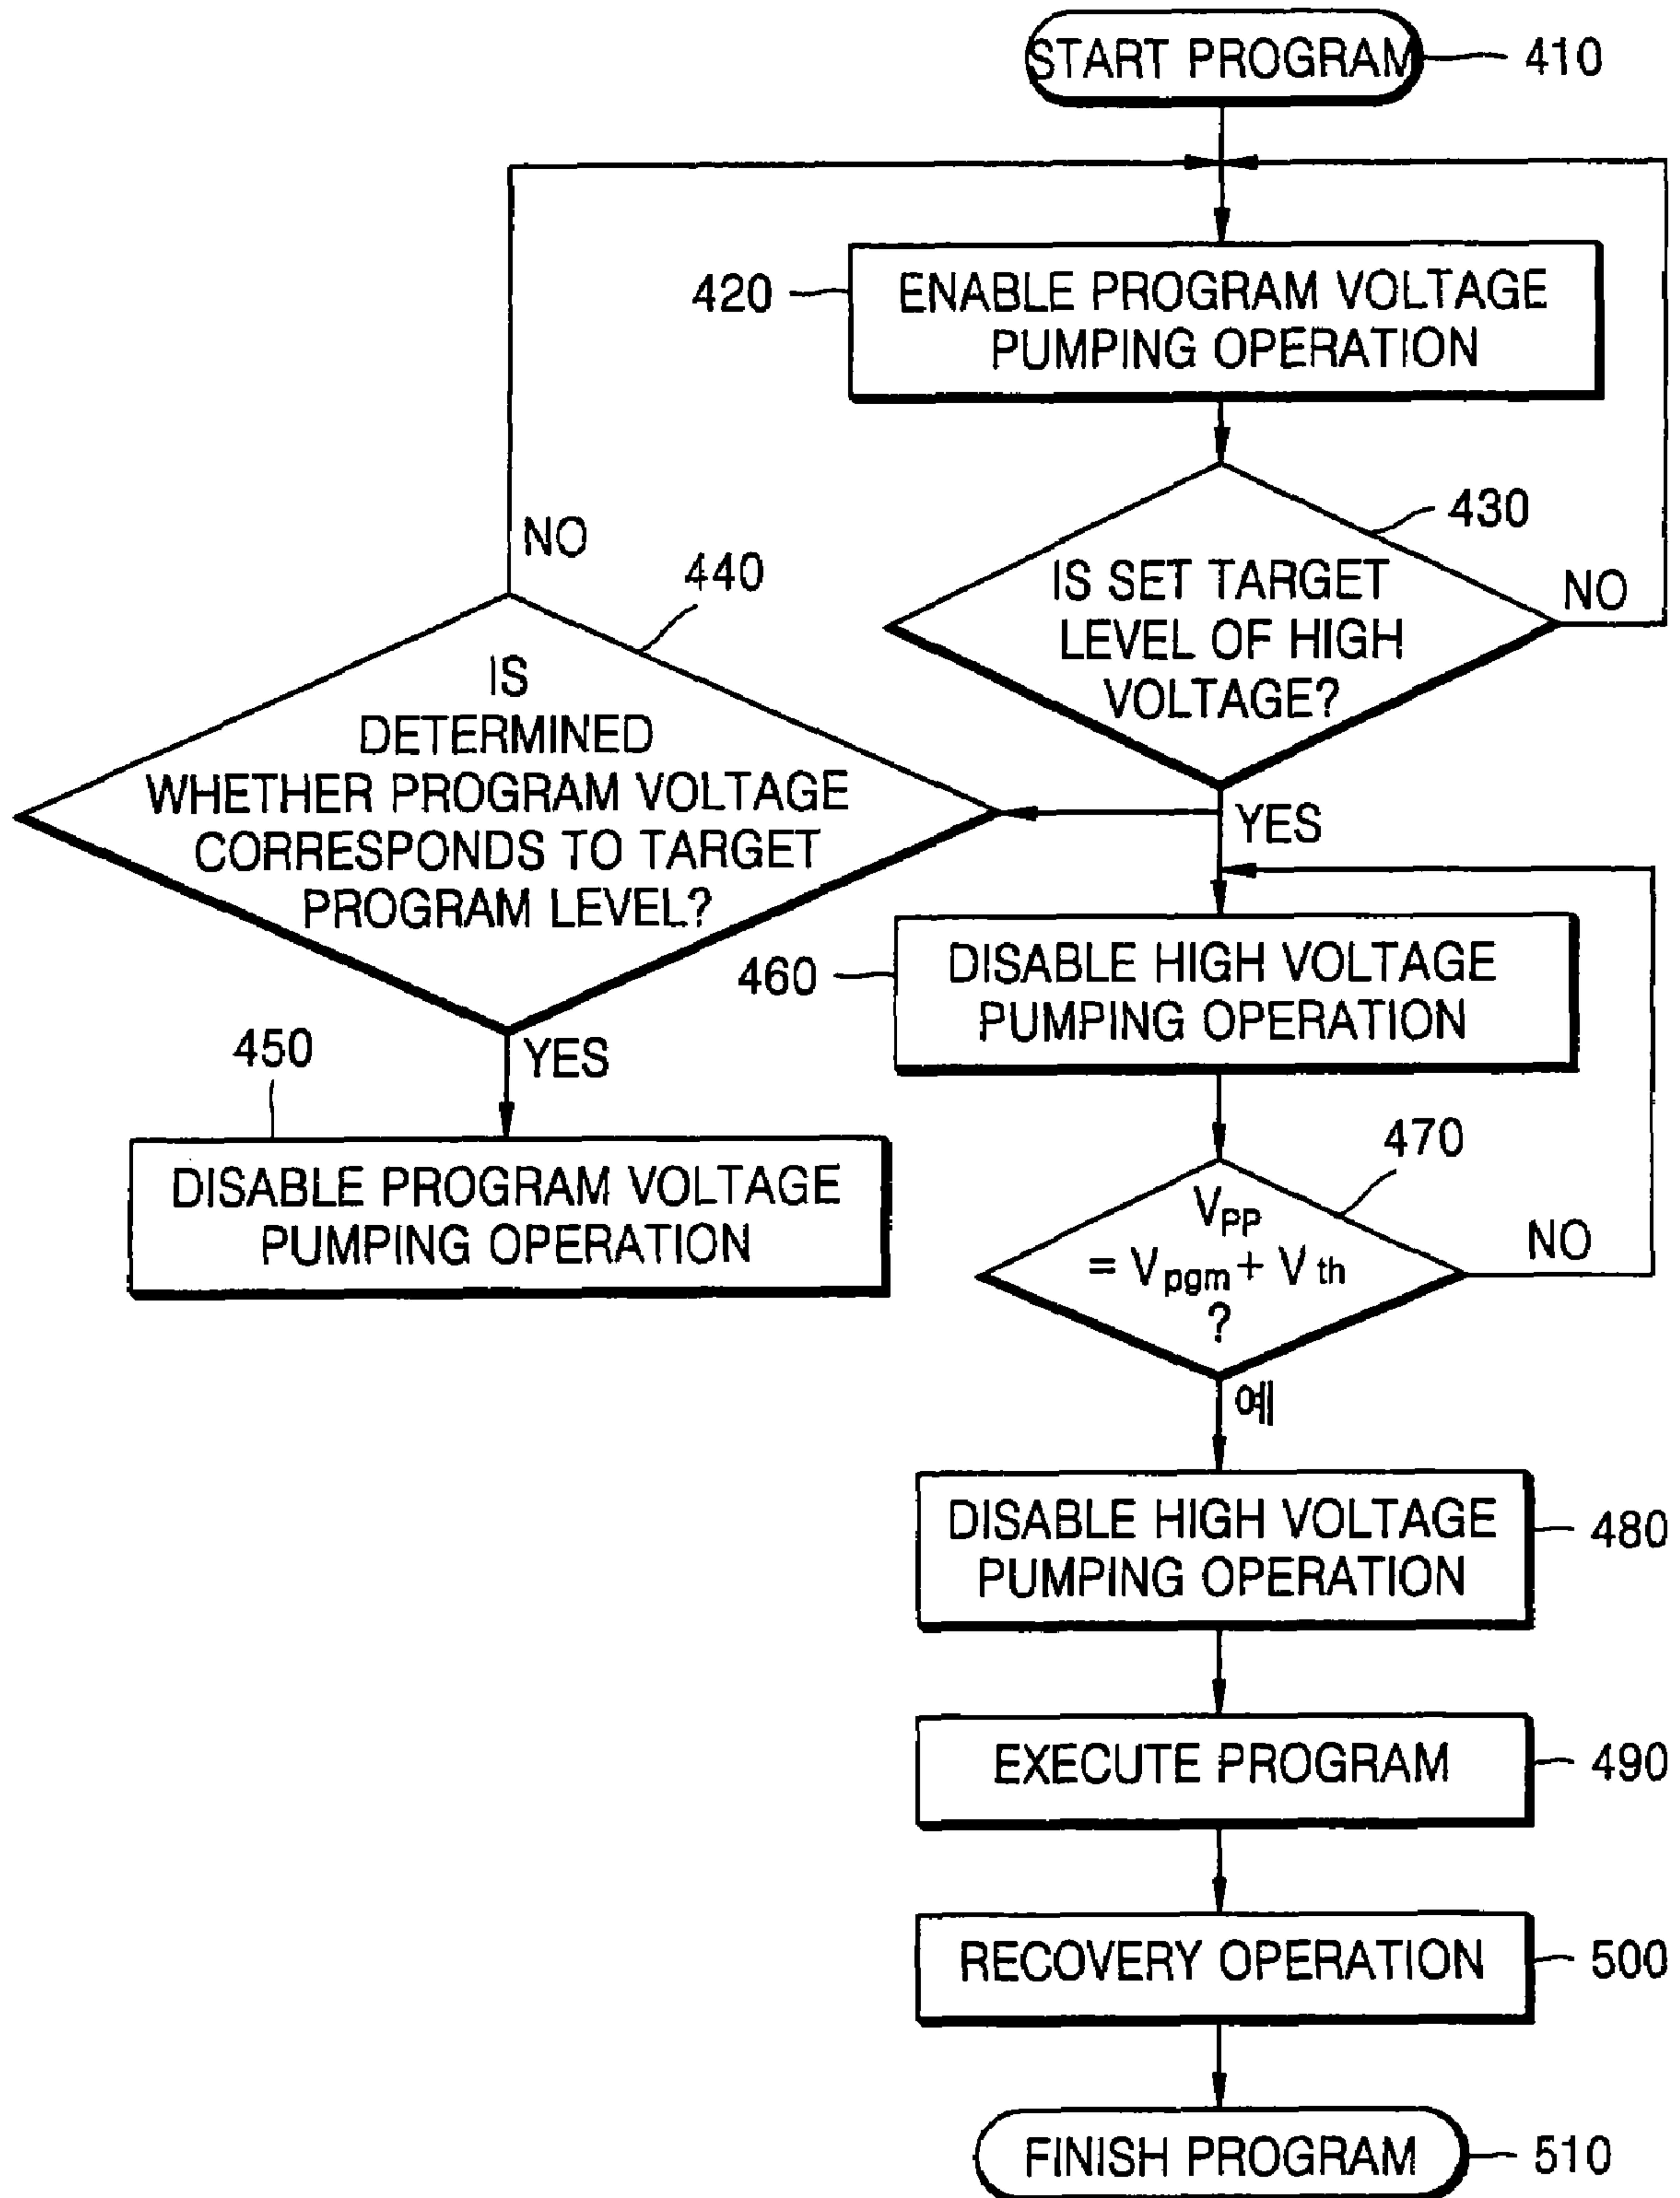 START PROGRAM
410
420
ENABLE PROGRAM VOLTAGE
PUMPING OPERATION
430
IS SET TARGET
LEVEL OF HIGH
VOLTAGE?
NO
YES
NO
440
IS
DETERMINED
WHETHER PROGRAM VOLTAGE
CORRESPONDS TO TARGET
PROGRAM LEVEL?
YES
450
DISABLE PROGRAM VOLTAGE
PUMPING OPERATION
460
DISABLE HIGH VOLTAGE
PUMPING OPERATION
470
VPP
= Vpgm + Vth
?
NO
예
DISABLE HIGH VOLTAGE
PUMPING OPERATION
480
EXECUTE PROGRAM
490
RECOVERY OPERATION
500
FINISH PROGRAM
510